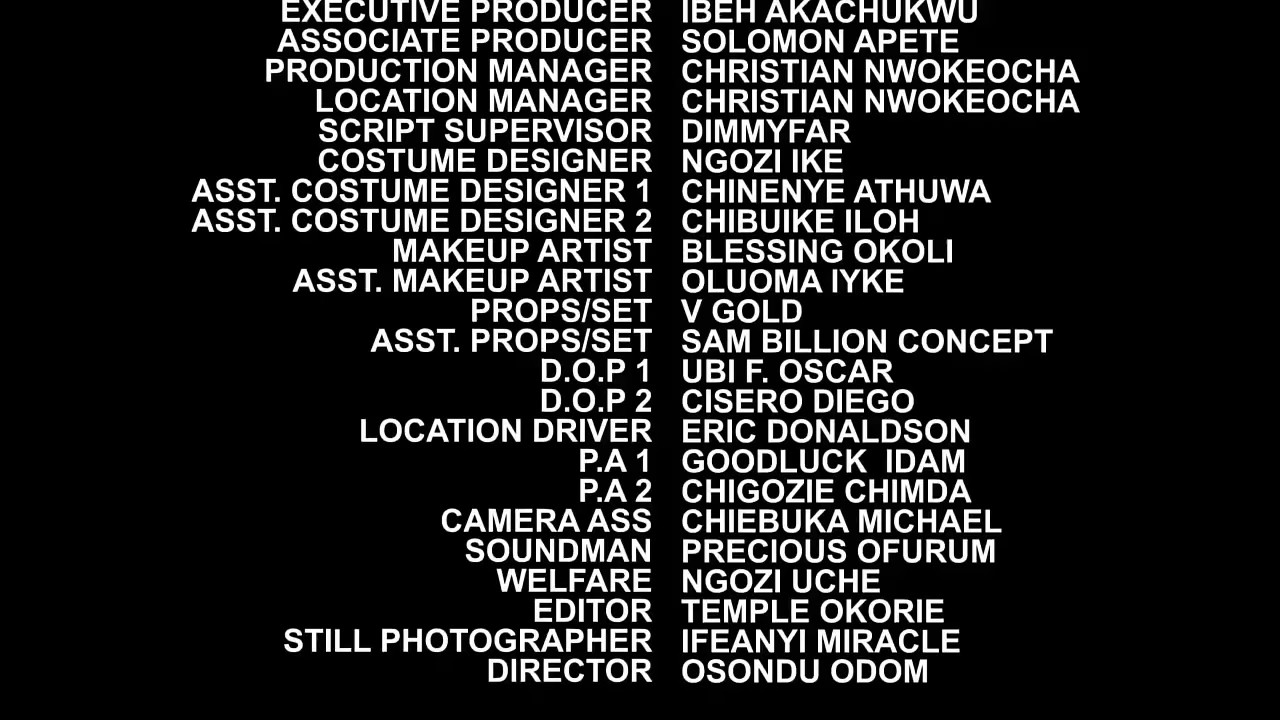 EXECUTIVE PRODUCER IBEH AKACHUKWU
ASSOCIATE PRODUCER SOLOMON APETE
PRODUCTION MANAGER CHRISTIAN NWOKEOCHA
LOCATION MANAGER CHRISTIAN NWOKEOCHA
SCRIPT SUPERVISOR DIMMYFAR
COSTUME DESIGNER NGOZI IKE
ASST. COSTUME DESIGNER 1 CHINENYE ATHUWA
ASST. COSTUME DESIGNER 2 CHIBUIKE ILOH
MAKEUP ARTIST BLESSING OKOLI
ASST. MAKEUP ARTIST OLUOMA IYKE
PROPS/SET V GOLD
ASST. PROPS/SET SAM BILLION CONCEPT
D.O.P 1 UBI F. OSCAR
D.O.P 2 CISERO DIEGO
LOCATION DRIVER ERIC DONALDSON
P.A 1 GOODLUCK IDAM
P.A 2 CHIGOZIE CHIMDA
CAMERA ASS CHIEBUKA MICHAEL
SOUNDMAN PRECIOUS OFURUM
WELFARE NGOZI UCHE
EDITOR TEMPLE OKORIE
STILL PHOTOGRAPHER IFEANYI MIRACLE
DIRECTOR OSONDU ODOM